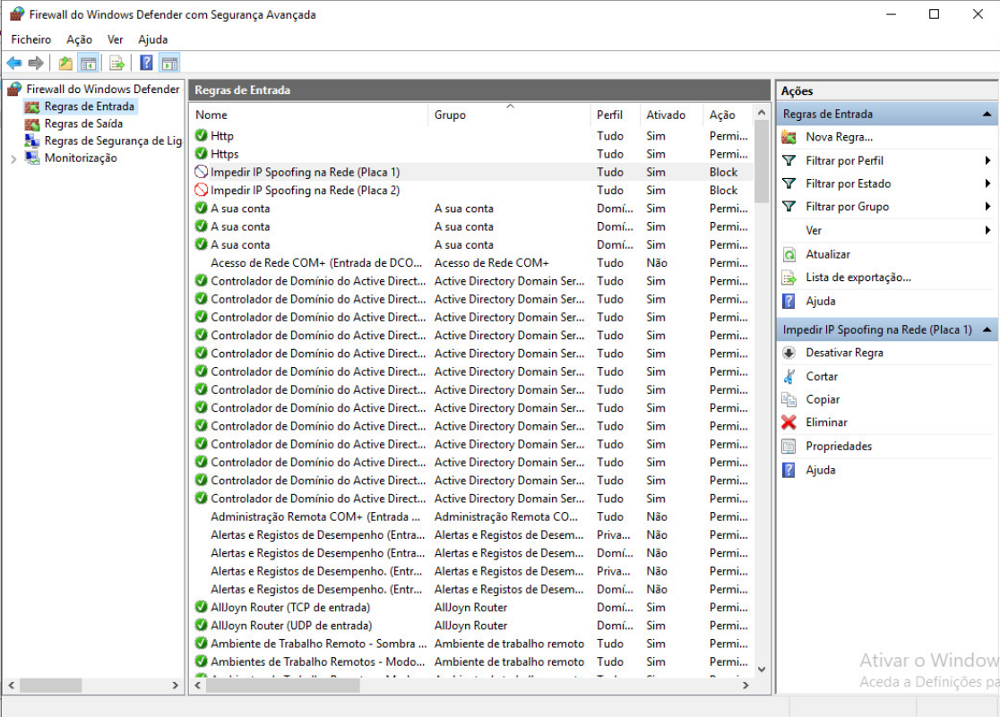 Firewall do Windows Defender com Segurança Avançada
Ficheiro Ação Ver Ajuda
Firewall do Windows Defender
Regras de Entrada
Regras de Saída
Regras de Segurança de Lig
Monitorização
Regras de Entrada
Nome Grupo Perfil Ativado Ação
Http Tudo Sim Permi...
Https Tudo Sim Permi...
Impedir IP Spoofing na Rede (Placa 1) Tudo Sim Block
Impedir IP Spoofing na Rede (Placa 2) Tudo Sim Block
A sua conta A sua conta Domí... Sim Permi...
A sua conta A sua conta Domí... Sim Permi...
A sua conta A sua conta Domí... Sim Permi...
Acesso de Rede COM+ (Entrada de DCO... Acesso de Rede COM+ Tudo Não Permi...
Controlador de Domínio do Active Direct... Active Directory Domain Ser... Tudo Sim Permi...
Controlador de Domínio do Active Direct... Active Directory Domain Ser... Tudo Sim Permi...
Controlador de Domínio do Active Direct... Active Directory Domain Ser... Tudo Sim Permi...
Controlador de Domínio do Active Direct... Active Directory Domain Ser... Tudo Sim Permi...
Controlador de Domínio do Active Direct... Active Directory Domain Ser... Tudo Sim Permi...
Controlador de Domínio do Active Direct... Active Directory Domain Ser... Tudo Sim Permi...
Controlador de Domínio do Active Direct... Active Directory Domain Ser... Tudo Sim Permi...
Controlador de Domínio do Active Direct... Active Directory Domain Ser... Tudo Sim Permi...
Controlador de Domínio do Active Direct... Active Directory Domain Ser... Tudo Sim Permi...
Controlador de Domínio do Active Direct... Active Directory Domain Ser... Tudo Sim Permi...
Controlador de Domínio do Active Direct... Active Directory Domain Ser... Tudo Sim Permi...
Controlador de Domínio do Active Direct... Active Directory Domain Ser... Tudo Sim Permi...
Controlador de Domínio do Active Direct... Active Directory Domain Ser... Tudo Sim Permi...
Administração Remota COM+ (Entrada ... Administração Remota CO... Tudo Não Permi...
Alertas e Registos de Desempenho (Entra... Alertas e Registos de Desem... Priva... Não Permi...
Alertas e Registos de Desempenho (Entra... Alertas e Registos de Desem... Domí... Não Permi...
Alertas e Registos de Desempenho. (Entr... Alertas e Registos de Desem... Priva... Não Permi...
Alertas e Registos de Desempenho. (Entr... Alertas e Registos de Desem... Domí... Não Permi...
AllJoyn Router (TCP de entrada) AllJoyn Router Domí... Sim Permi...
AllJoyn Router (UDP de entrada) AllJoyn Router Domí... Sim Permi...
Ambiente de Trabalho Remoto - Sombra ... Ambiente de trabalho remoto Tudo Sim Permi...
Ambientes de Trabalho Remotos - Modo... Ambiente de trabalho remoto Tudo Sim Permi...
Ações
Regras de Entrada
Nova Regra...
Filtrar por Perfil
Filtrar por Estado
Filtrar por Grupo
Ver
Atualizar
Lista de exportação...
Ajuda
Impedir IP Spoofing na Rede (Placa 1)
Desativar Regra
Cortar
Copiar
Eliminar
Propriedades
Ajuda
Ativar o Window
Aceda a Definições pa